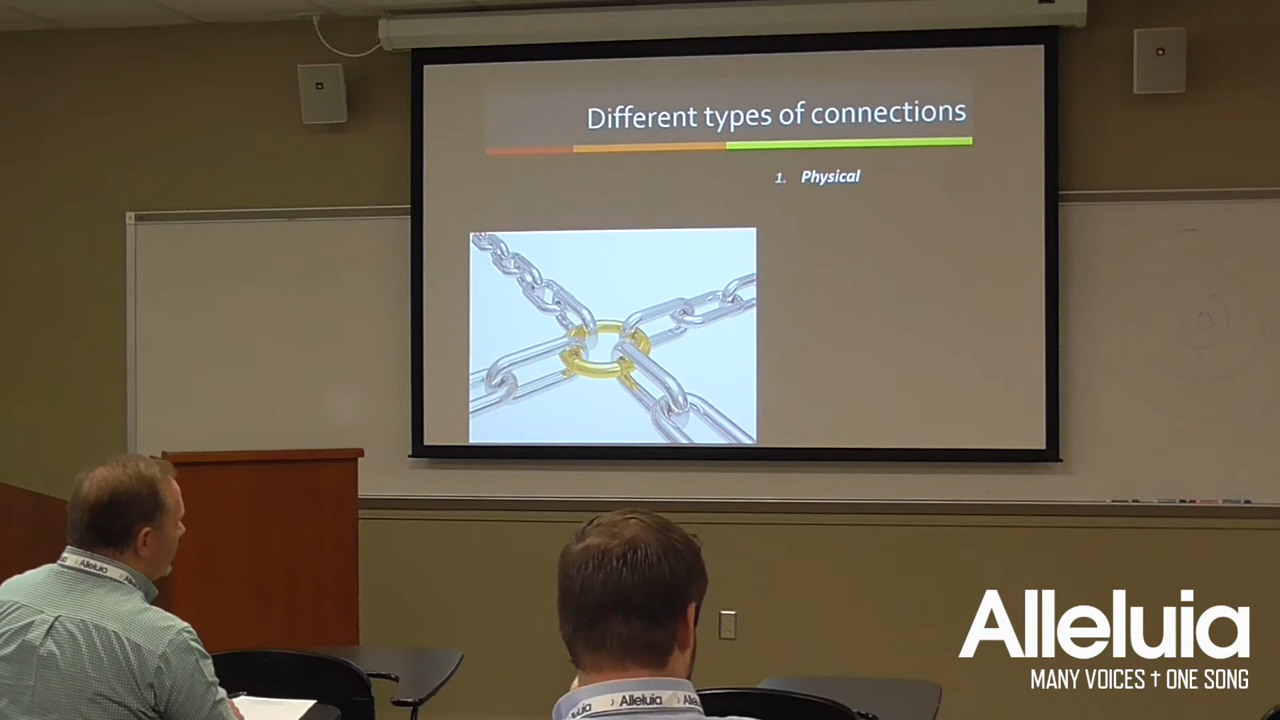 Different types of connections
1. Physical
Alleluia
Alleluia
Alleluia
MANY VOICES † ONE SONG